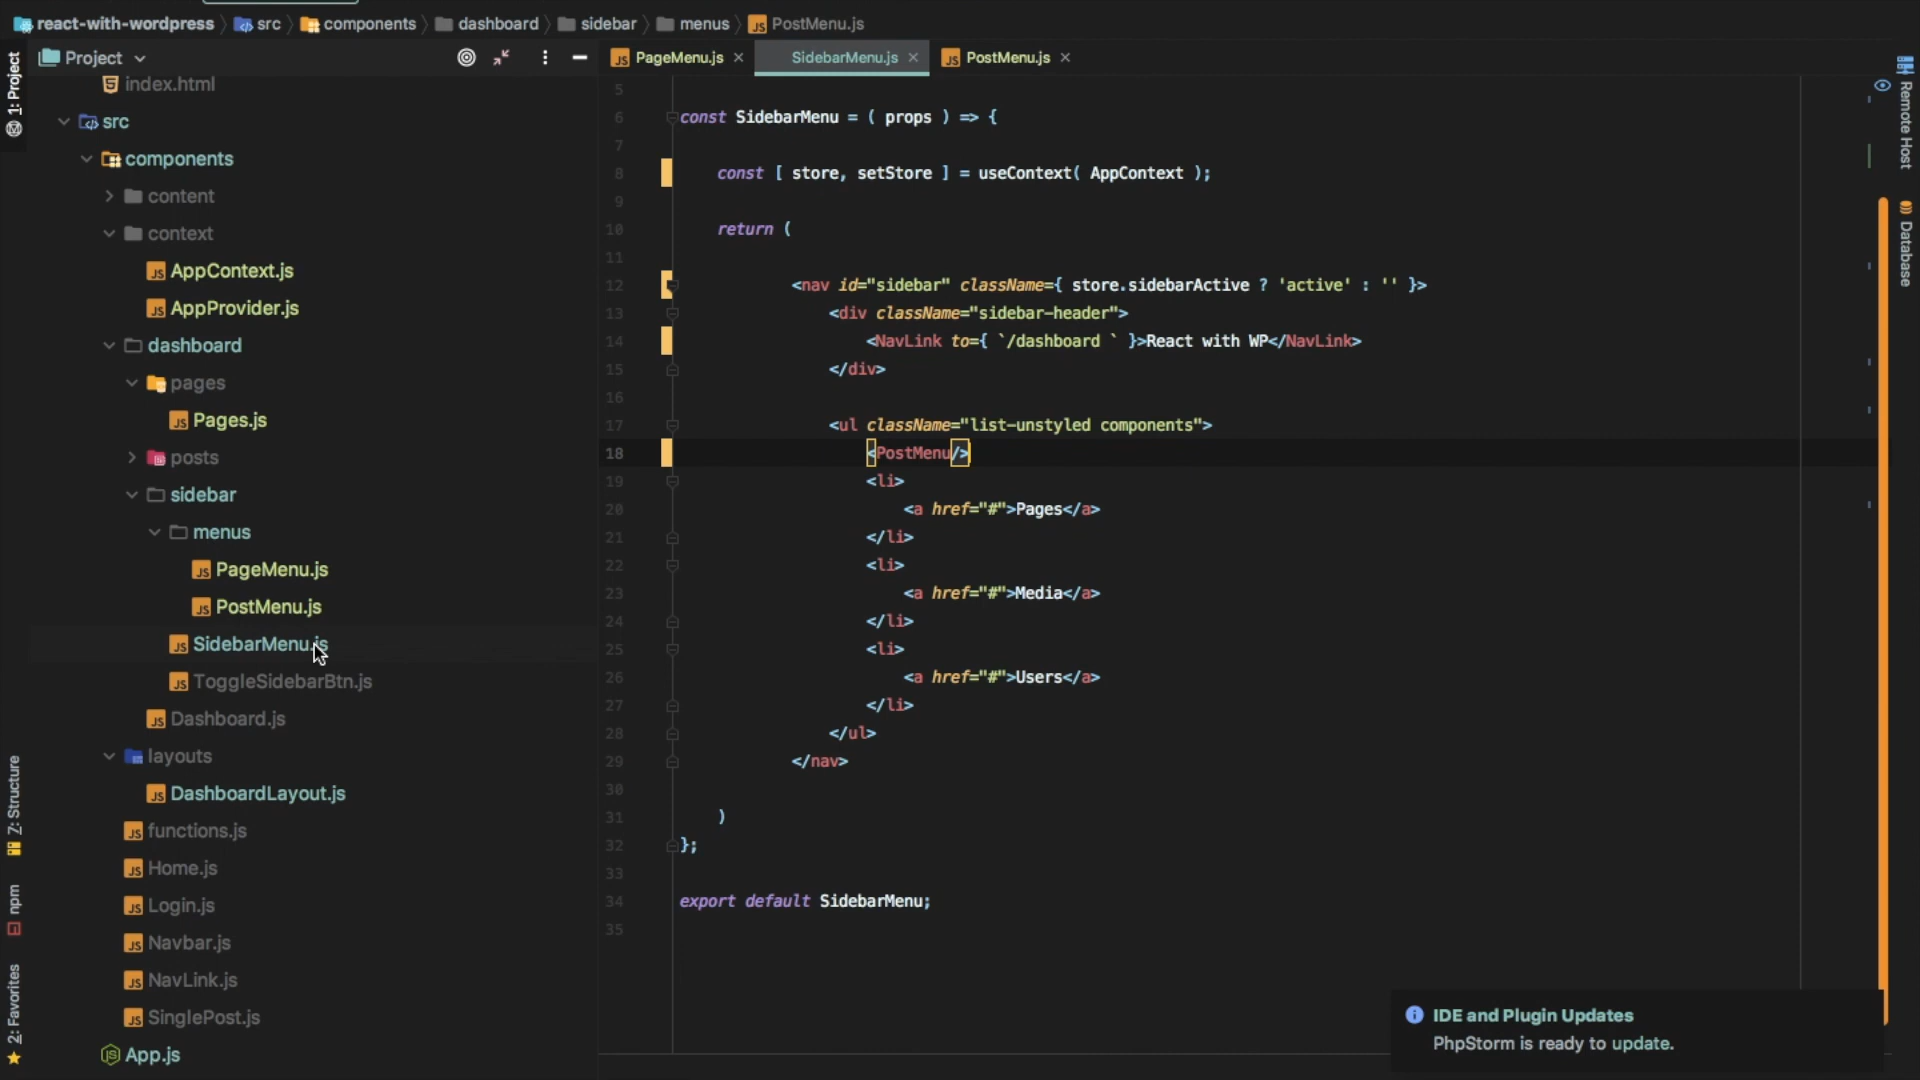 react-with-wordpress
src
components
dashboard
sidebar
menus
PostMenu.js
1: Project
Project
PageMenu.js
SidebarMenu.js
PostMenu.js
index.html
src
components
content
context
AppContext.js
AppProvider.js
dashboard
pages
Pages.js
posts
sidebar
menus
PageMenu.js
PostMenu.js
SidebarMenu.js
ToggleSidebarBtn.js
Dashboard.js
layouts
DashboardLayout.js
functions.js
Home.js
Login.js
Navbar.js
NavLink.js
SinglePost.js
App.js
Z: Structure
npm
2: Favorites
5
6 const SidebarMenu = ( props ) => {
7
8 const [ store, setStore ] = useContext( AppContext );
9
10 return (
11
12 <nav id="sidebar" className={ store.sidebarActive ? 'active' : '' }>
13 <div className="sidebar-header">
14 <NavLink to={ `/dashboard ` }>React with WP</NavLink>
15 </div>
16
17 <ul className="list-unstyled components">
18 <PostMenu/>
19 <li>
20 <a href="#">Pages</a>
21 </li>
22 <li>
23 <a href="#">Media</a>
24 </li>
25 <li>
26 <a href="#">Users</a>
27 </li>
28 </ul>
29 </nav>
30
31 )
32 };
33
34 export default SidebarMenu;
35
Remote Host
Database
IDE and Plugin Updates
PhpStorm is ready to update.